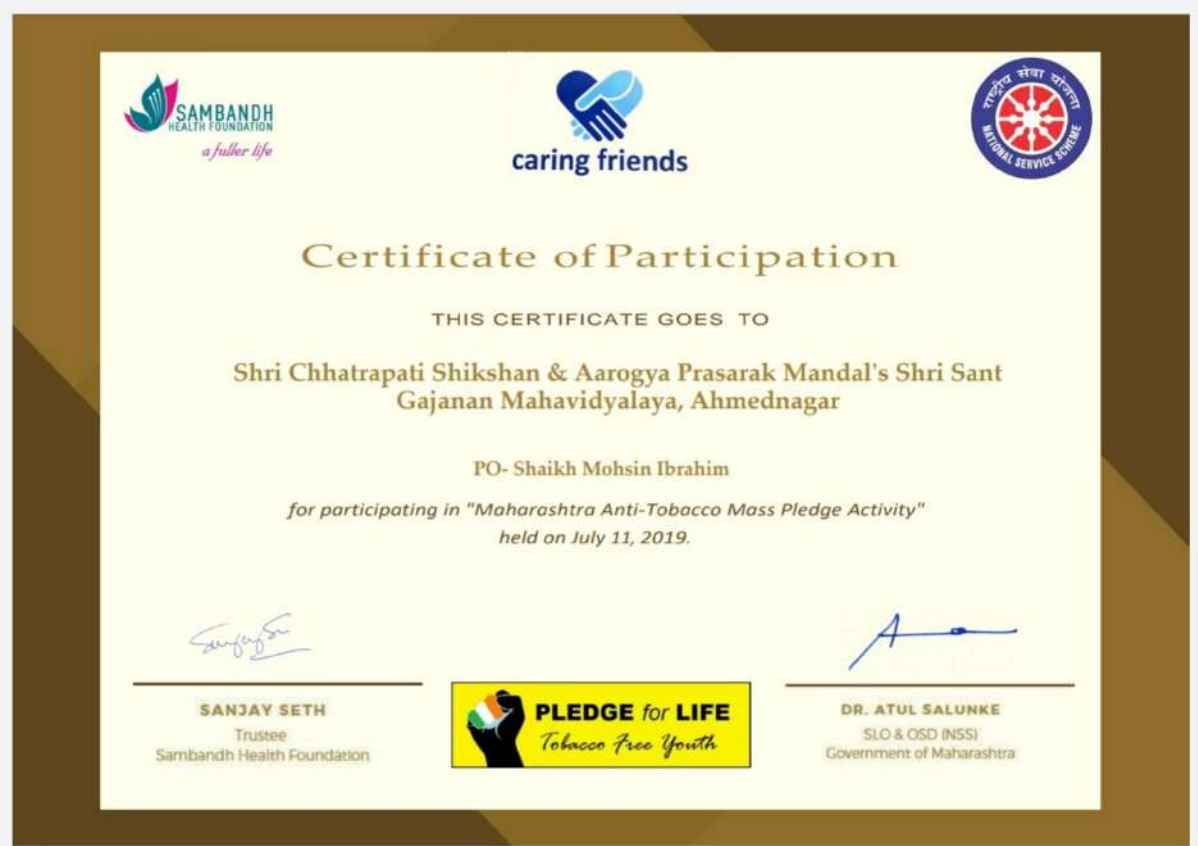 SAMBANDH
HEALTH FOUNDATION
a fuller life
caring friends
राष्ट्रीय सेवा योजना
NATIONAL SERVICE SCHEME
Certificate of Participation
THIS CERTIFICATE GOES TO
Shri Chhatrapati Shikshan & Aarogya Prasarak Mandal's Shri Sant
Gajanan Mahavidyalaya, Ahmednagar
PO- Shaikh Mohsin Ibrahim
for participating in "Maharashtra Anti-Tobacco Mass Pledge Activity"
held on July 11, 2019.
SANJAY SETH
Trustee
Sambandh Health Foundation
PLEDGE for LIFE
Tobacco Free Youth
DR. ATUL SALUNKE
SLO & OSD (NSS)
Government of Maharashtra